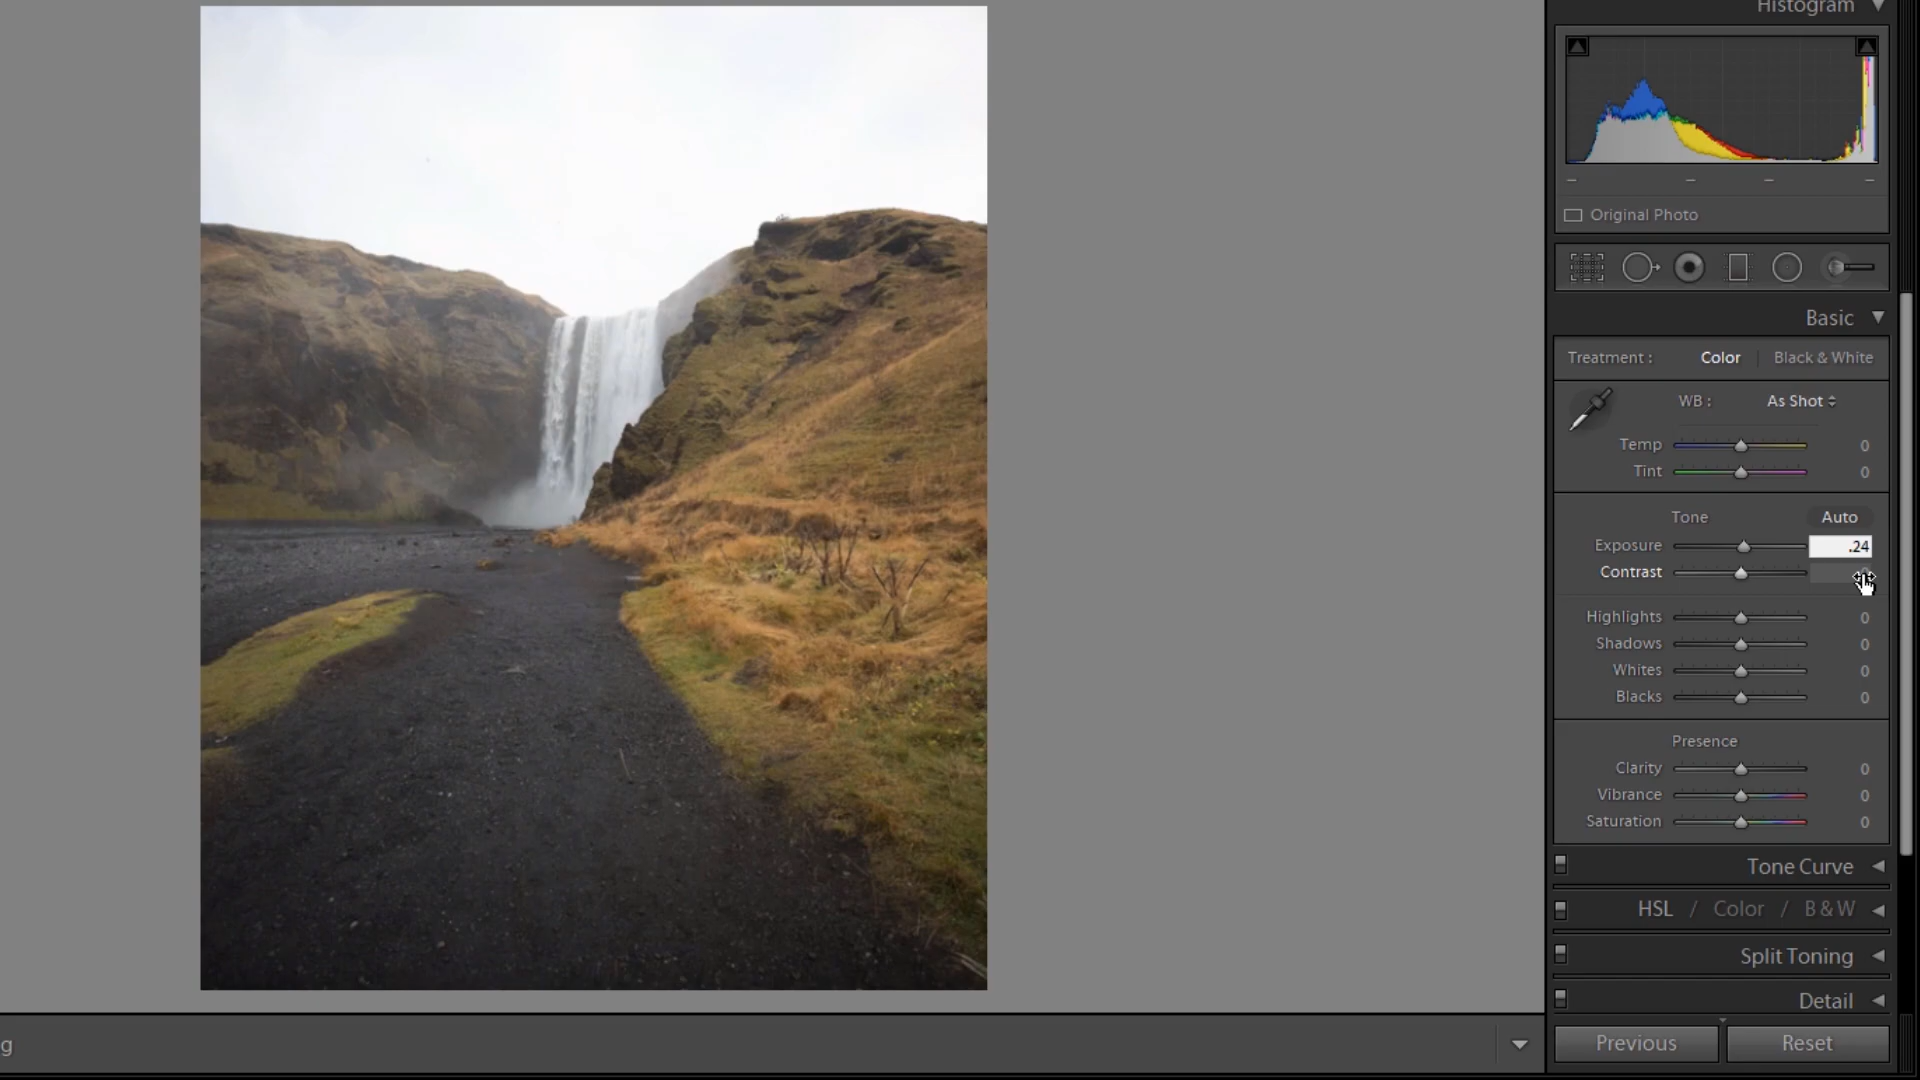 Histogram
Original Photo
Basic
Treatment : Color Black & White
WB : As Shot
Temp 0
Tint 0
Tone Auto
Exposure .24
Contrast
Highlights 0
Shadows 0
Whites 0
Blacks 0
Presence
Clarity 0
Vibrance 0
Saturation 0
Tone Curve
HSL / Color / B & W
Split Toning
Detail
g
Previous Reset